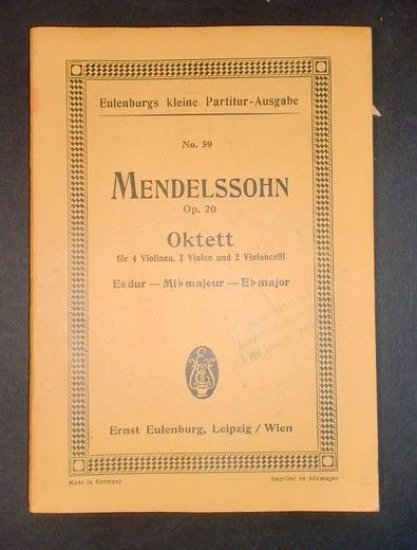 Eulenburgs kleine Partitur-Ausgabe
No. 59
MENDELSSOHN
Op. 20
Oktett
für 4 Violinen, 2 Violen und 2 Violoncelli
Es dur — Mi♭ majeur — E♭ major
Ernst Eulenburg, Leipzig / Wien
Made in Germany
Imprimé en Allemagne